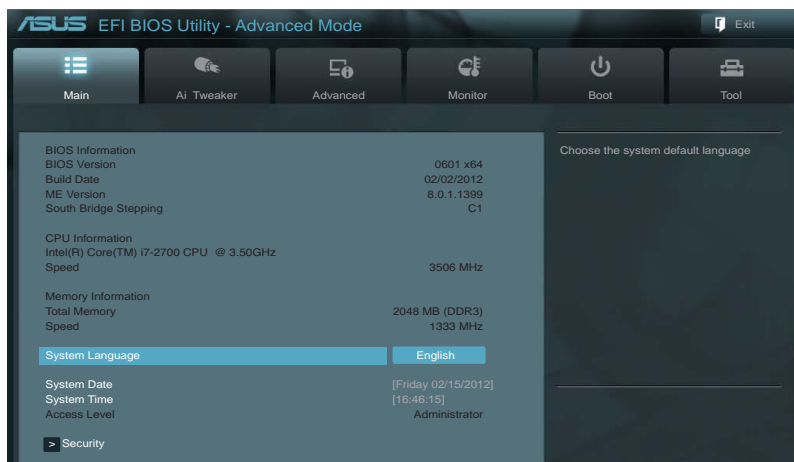 ASUS EFI BIOS Utility - Advanced Mode
Exit
Main Ai Tweaker Advanced Monitor Boot Tool
BIOS Information
BIOS Version 0601 x64
Build Date 02/02/2012
ME Version 8.0.1.1399
South Bridge Stepping C1
CPU Information
Intel(R) Core(TM) i7-2700 CPU @ 3.50GHz
Speed 3506 MHz
Memory Information
Total Memory 2048 MB (DDR3)
Speed 1333 MHz
System Language English
System Date [Friday 02/15/2012]
System Time [16:46:15]
Access Level Administrator
> Security
Choose the system default language